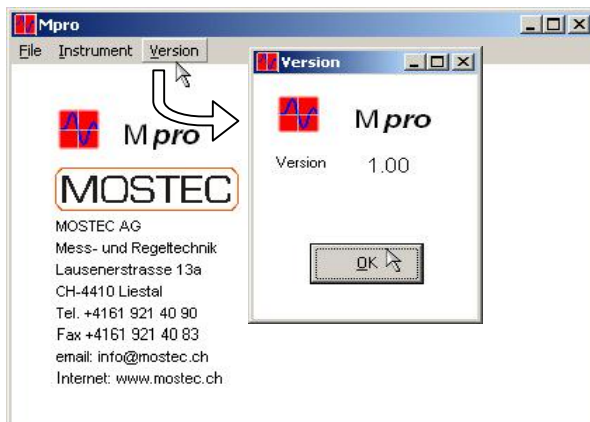 Mpro
File Instrument Version
M pro
MOSTEC
MOSTEC AG
Mess- und Regeltechnik
Lausenerstrasse 13a
CH-4410 Liestal
Tel. +4161 921 40 90
Fax +4161 921 40 83
email: info@mostec.ch
Internet: www.mostec.ch
Version
M pro
Version 1.00
OK